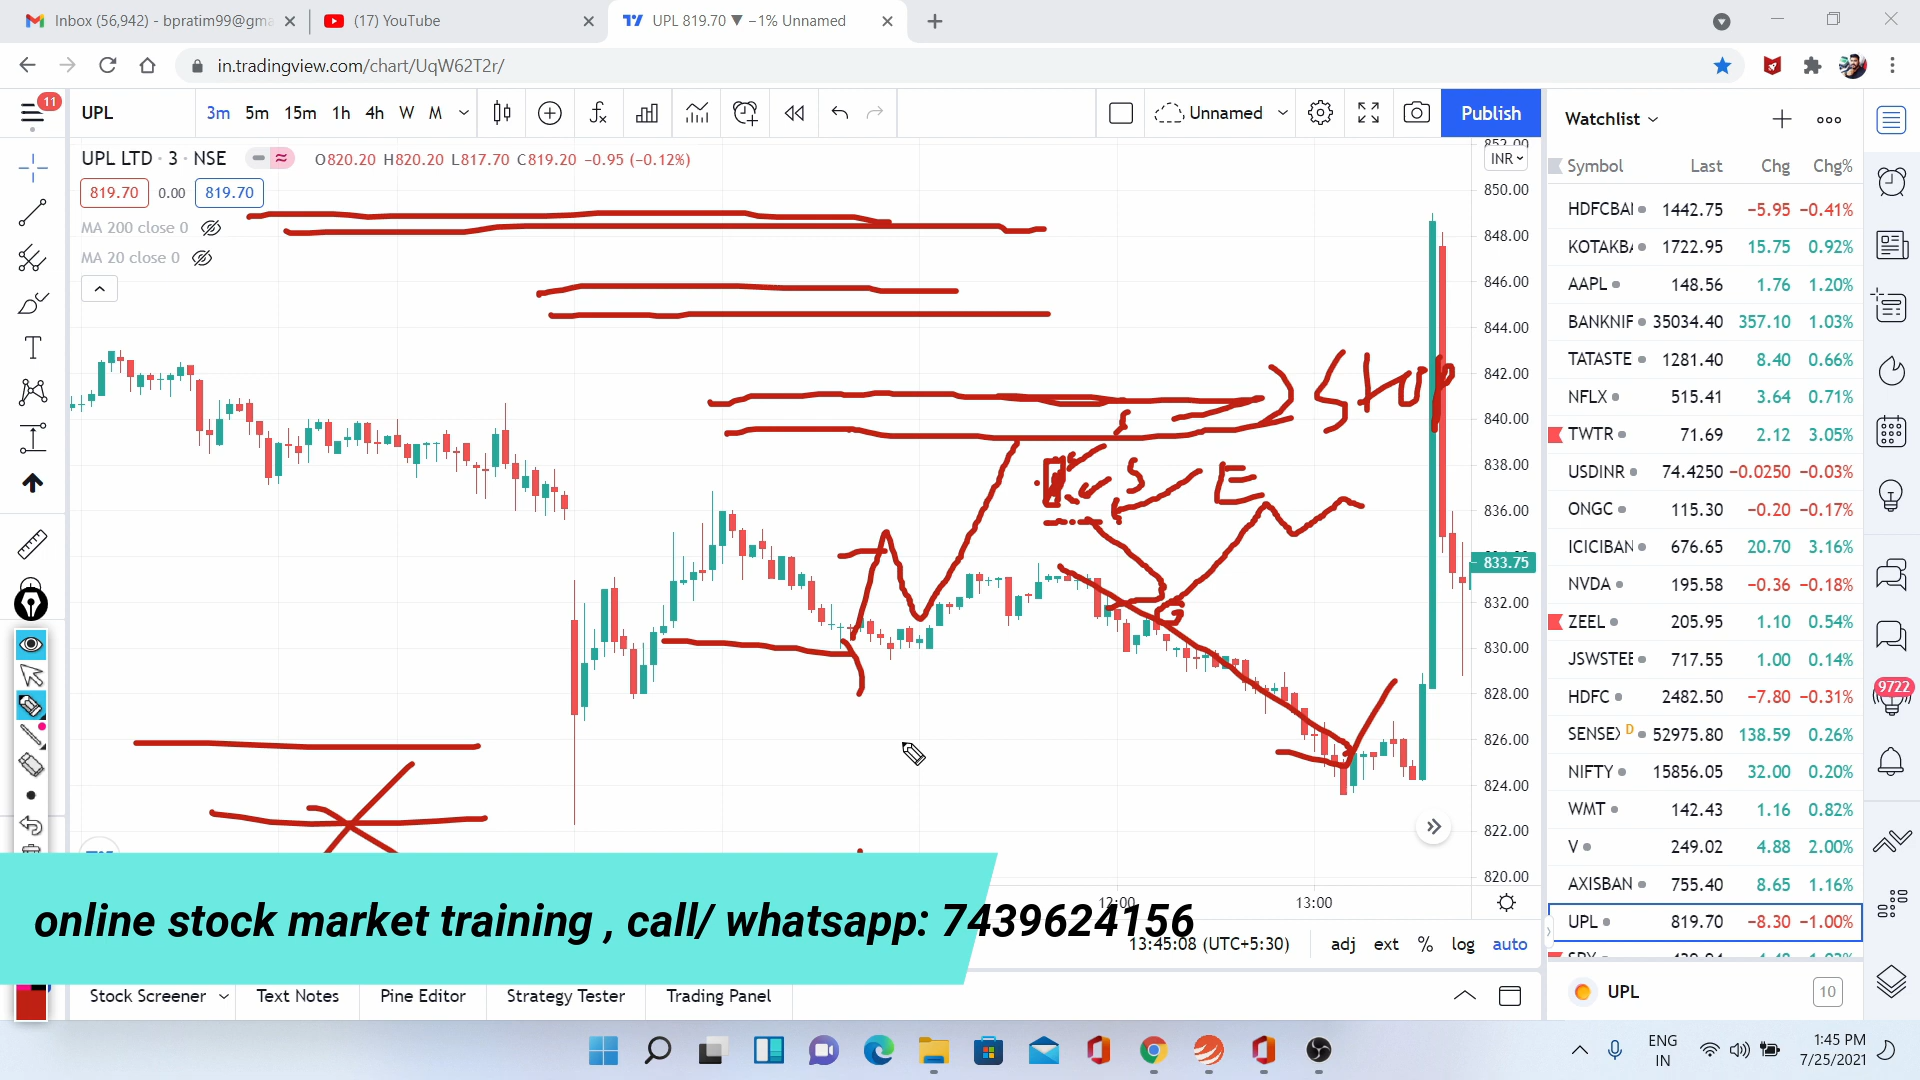 Inbox (56,942) - bpratim99@gma
(17) YouTube
UPL 819.70 ▼ −1% Unnamed
in.tradingview.com/chart/UqW62T2r/
11
UPL
3m 5m 15m 1h 4h W M
Unnamed
Publish
UPL LTD · 3 · NSE
O820.20 H820.20 L817.70 C819.20 −0.95 (−0.12%)
INR
819.70 0.00 819.70
MA 200 close 0
MA 20 close 0
852.00
850.00
848.00
846.00
844.00
842.00
840.00
838.00
836.00
833.75
832.00
830.00
828.00
826.00
824.00
822.00
820.00
Stop
S
E
12:00 13:00
13:45:08 (UTC+5:30) adj ext % log auto
online stock market training , call/ whatsapp: 7439624156
Stock Screener Text Notes Pine Editor Strategy Tester Trading Panel
Watchlist
Symbol Last Chg Chg%
HDFCBAI 1442.75 −5.95 −0.41%
KOTAKBA 1722.95 15.75 0.92%
AAPL 148.56 1.76 1.20%
BANKNIF 35034.40 357.10 1.03%
TATASTE 1281.40 8.40 0.66%
NFLX 515.41 3.64 0.71%
TWTR 71.69 2.12 3.05%
USDINR 74.4250 −0.0250 −0.03%
ONGC 115.30 −0.20 −0.17%
ICICIBAN 676.65 20.70 3.16%
NVDA 195.58 −0.36 −0.18%
ZEEL 205.95 1.10 0.54%
JSWSTEE 717.55 1.00 0.14%
HDFC 2482.50 −7.80 −0.31%
SENSEX D 52975.80 138.59 0.26%
NIFTY 15856.05 32.00 0.20%
WMT 142.43 1.16 0.82%
V 249.02 4.88 2.00%
AXISBAN 755.40 8.65 1.16%
UPL 819.70 −8.30 −1.00%
UPL 10
9722
ENG
IN
1:45 PM
7/25/2021